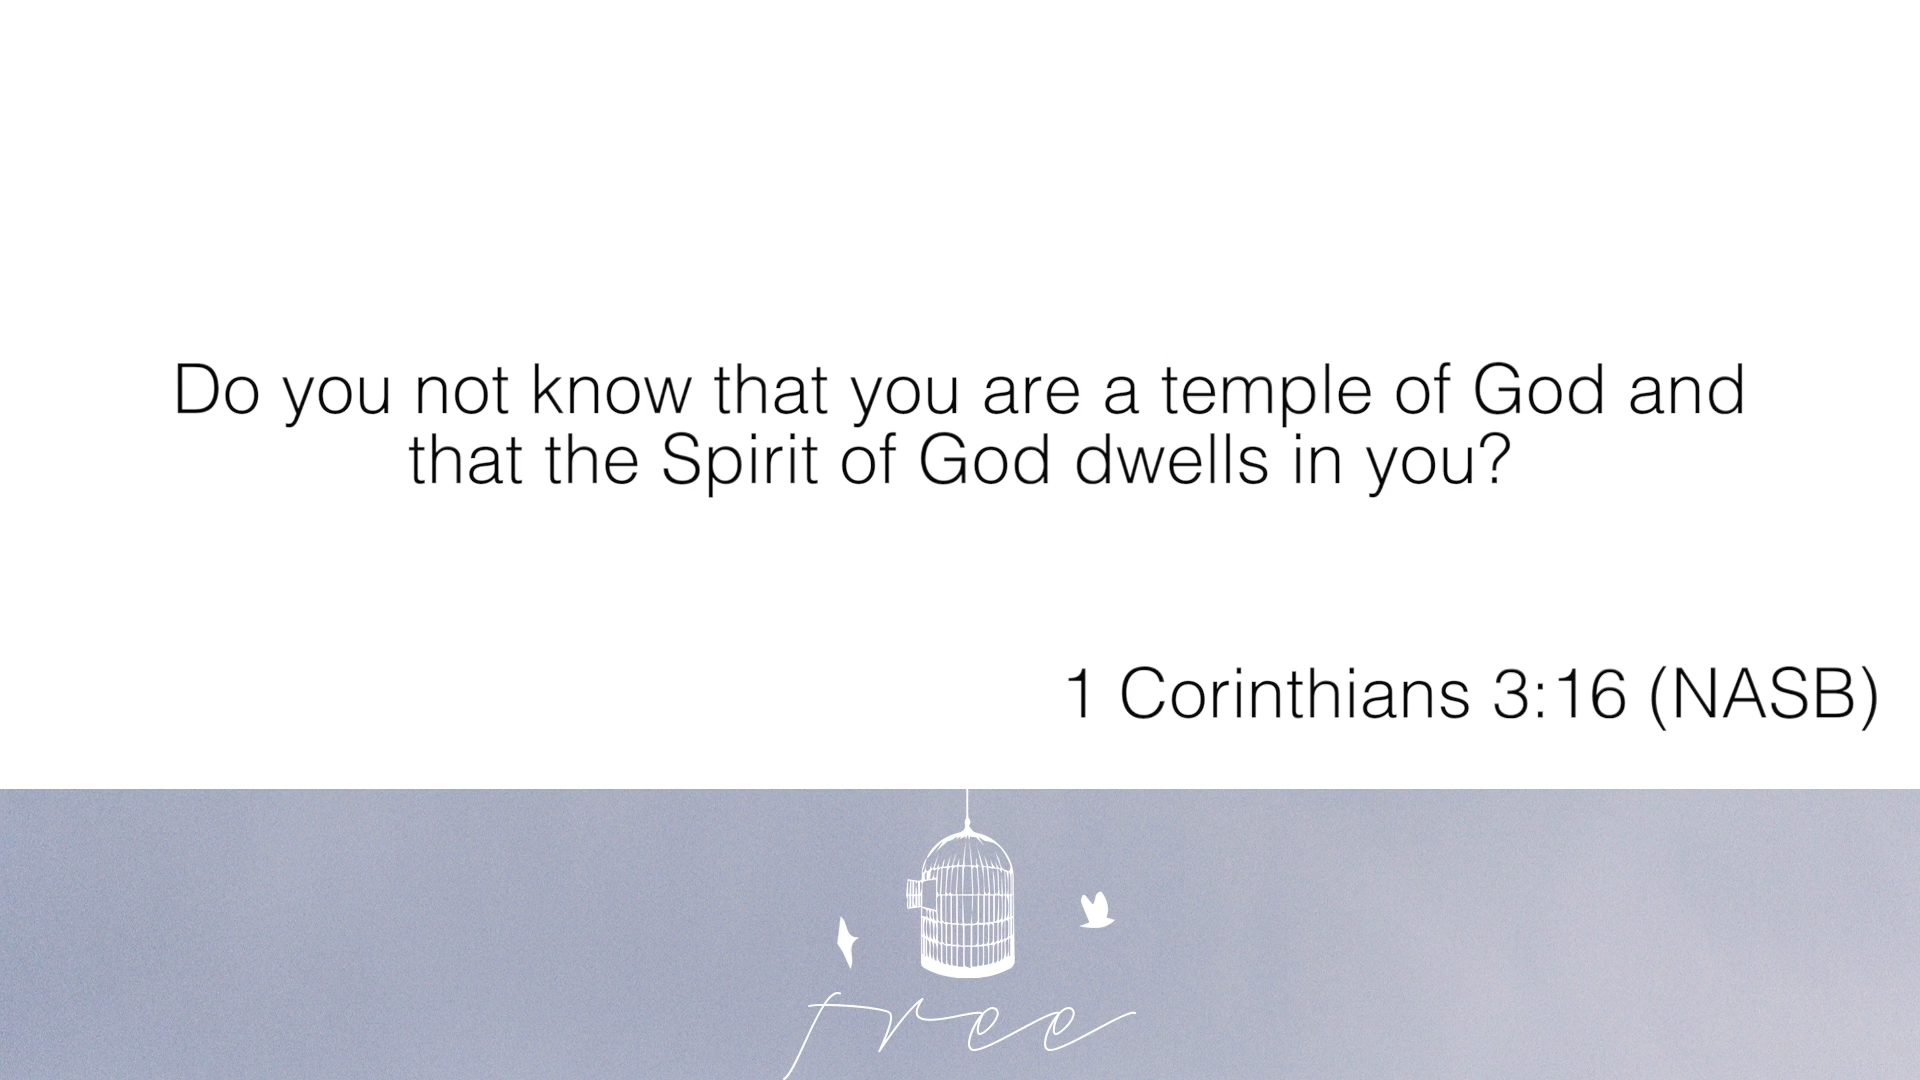 Do you not know that you are a temple of God and
that the Spirit of God dwells in you?
1 Corinthians 3:16 (NASB)
free